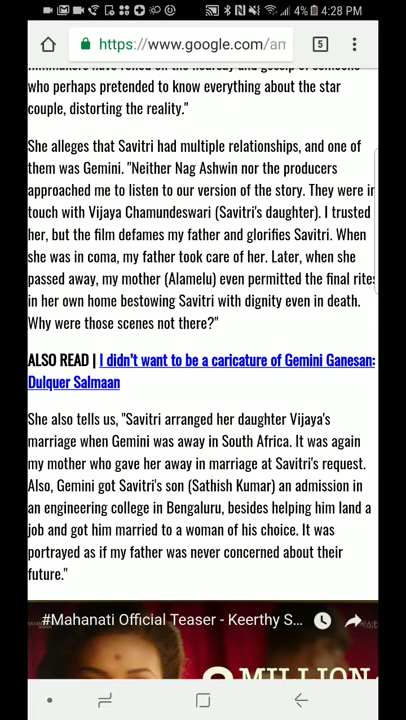 4% 4:28 PM
https://www.google.com/am
5
who perhaps pretended to know everything about the star
couple, distorting the reality."
She alleges that Savitri had multiple relationships, and one of
them was Gemini. "Neither Nag Ashwin nor the producers
approached me to listen to our version of the story. They were in
touch with Vijaya Chamundeswari (Savitri's daughter). I trusted
her, but the film defames my father and glorifies Savitri. When
she was in coma, my father took care of her. Later, when she
passed away, my mother (Alamelu) even permitted the final rites
in her own home bestowing Savitri with dignity even in death.
Why were those scenes not there?"
ALSO READ | I didn't want to be a caricature of Gemini Ganesan:
Dulquer Salmaan
She also tells us, "Savitri arranged her daughter Vijaya's
marriage when Gemini was away in South Africa. It was again
my mother who gave her away in marriage at Savitri's request.
Also, Gemini got Savitri's son (Sathish Kumar) an admission in
an engineering college in Bengaluru, besides helping him land a
job and got him married to a woman of his choice. It was
portrayed as if my father was never concerned about their
future."
#Mahanati Official Teaser - Keerthy S...
MILLION